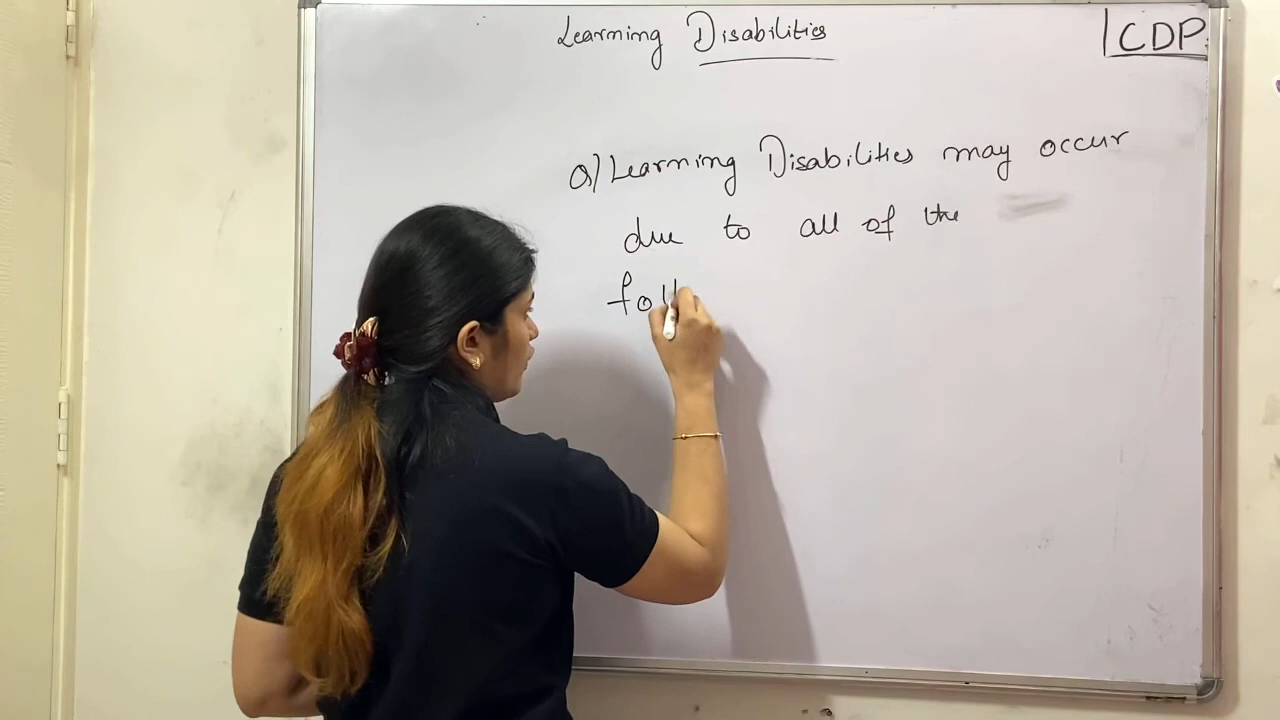 Learning Disabilities
CDP
Q) Learning Disabilities may occur
due to all of the
foll